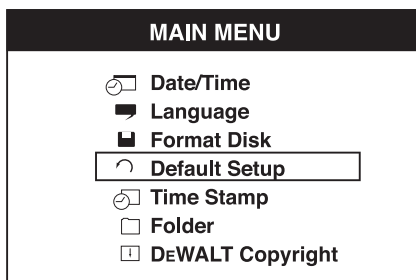 MAIN MENU
Date/Time
Language
Format Disk
Default Setup
Time Stamp
Folder
DEWALT Copyright